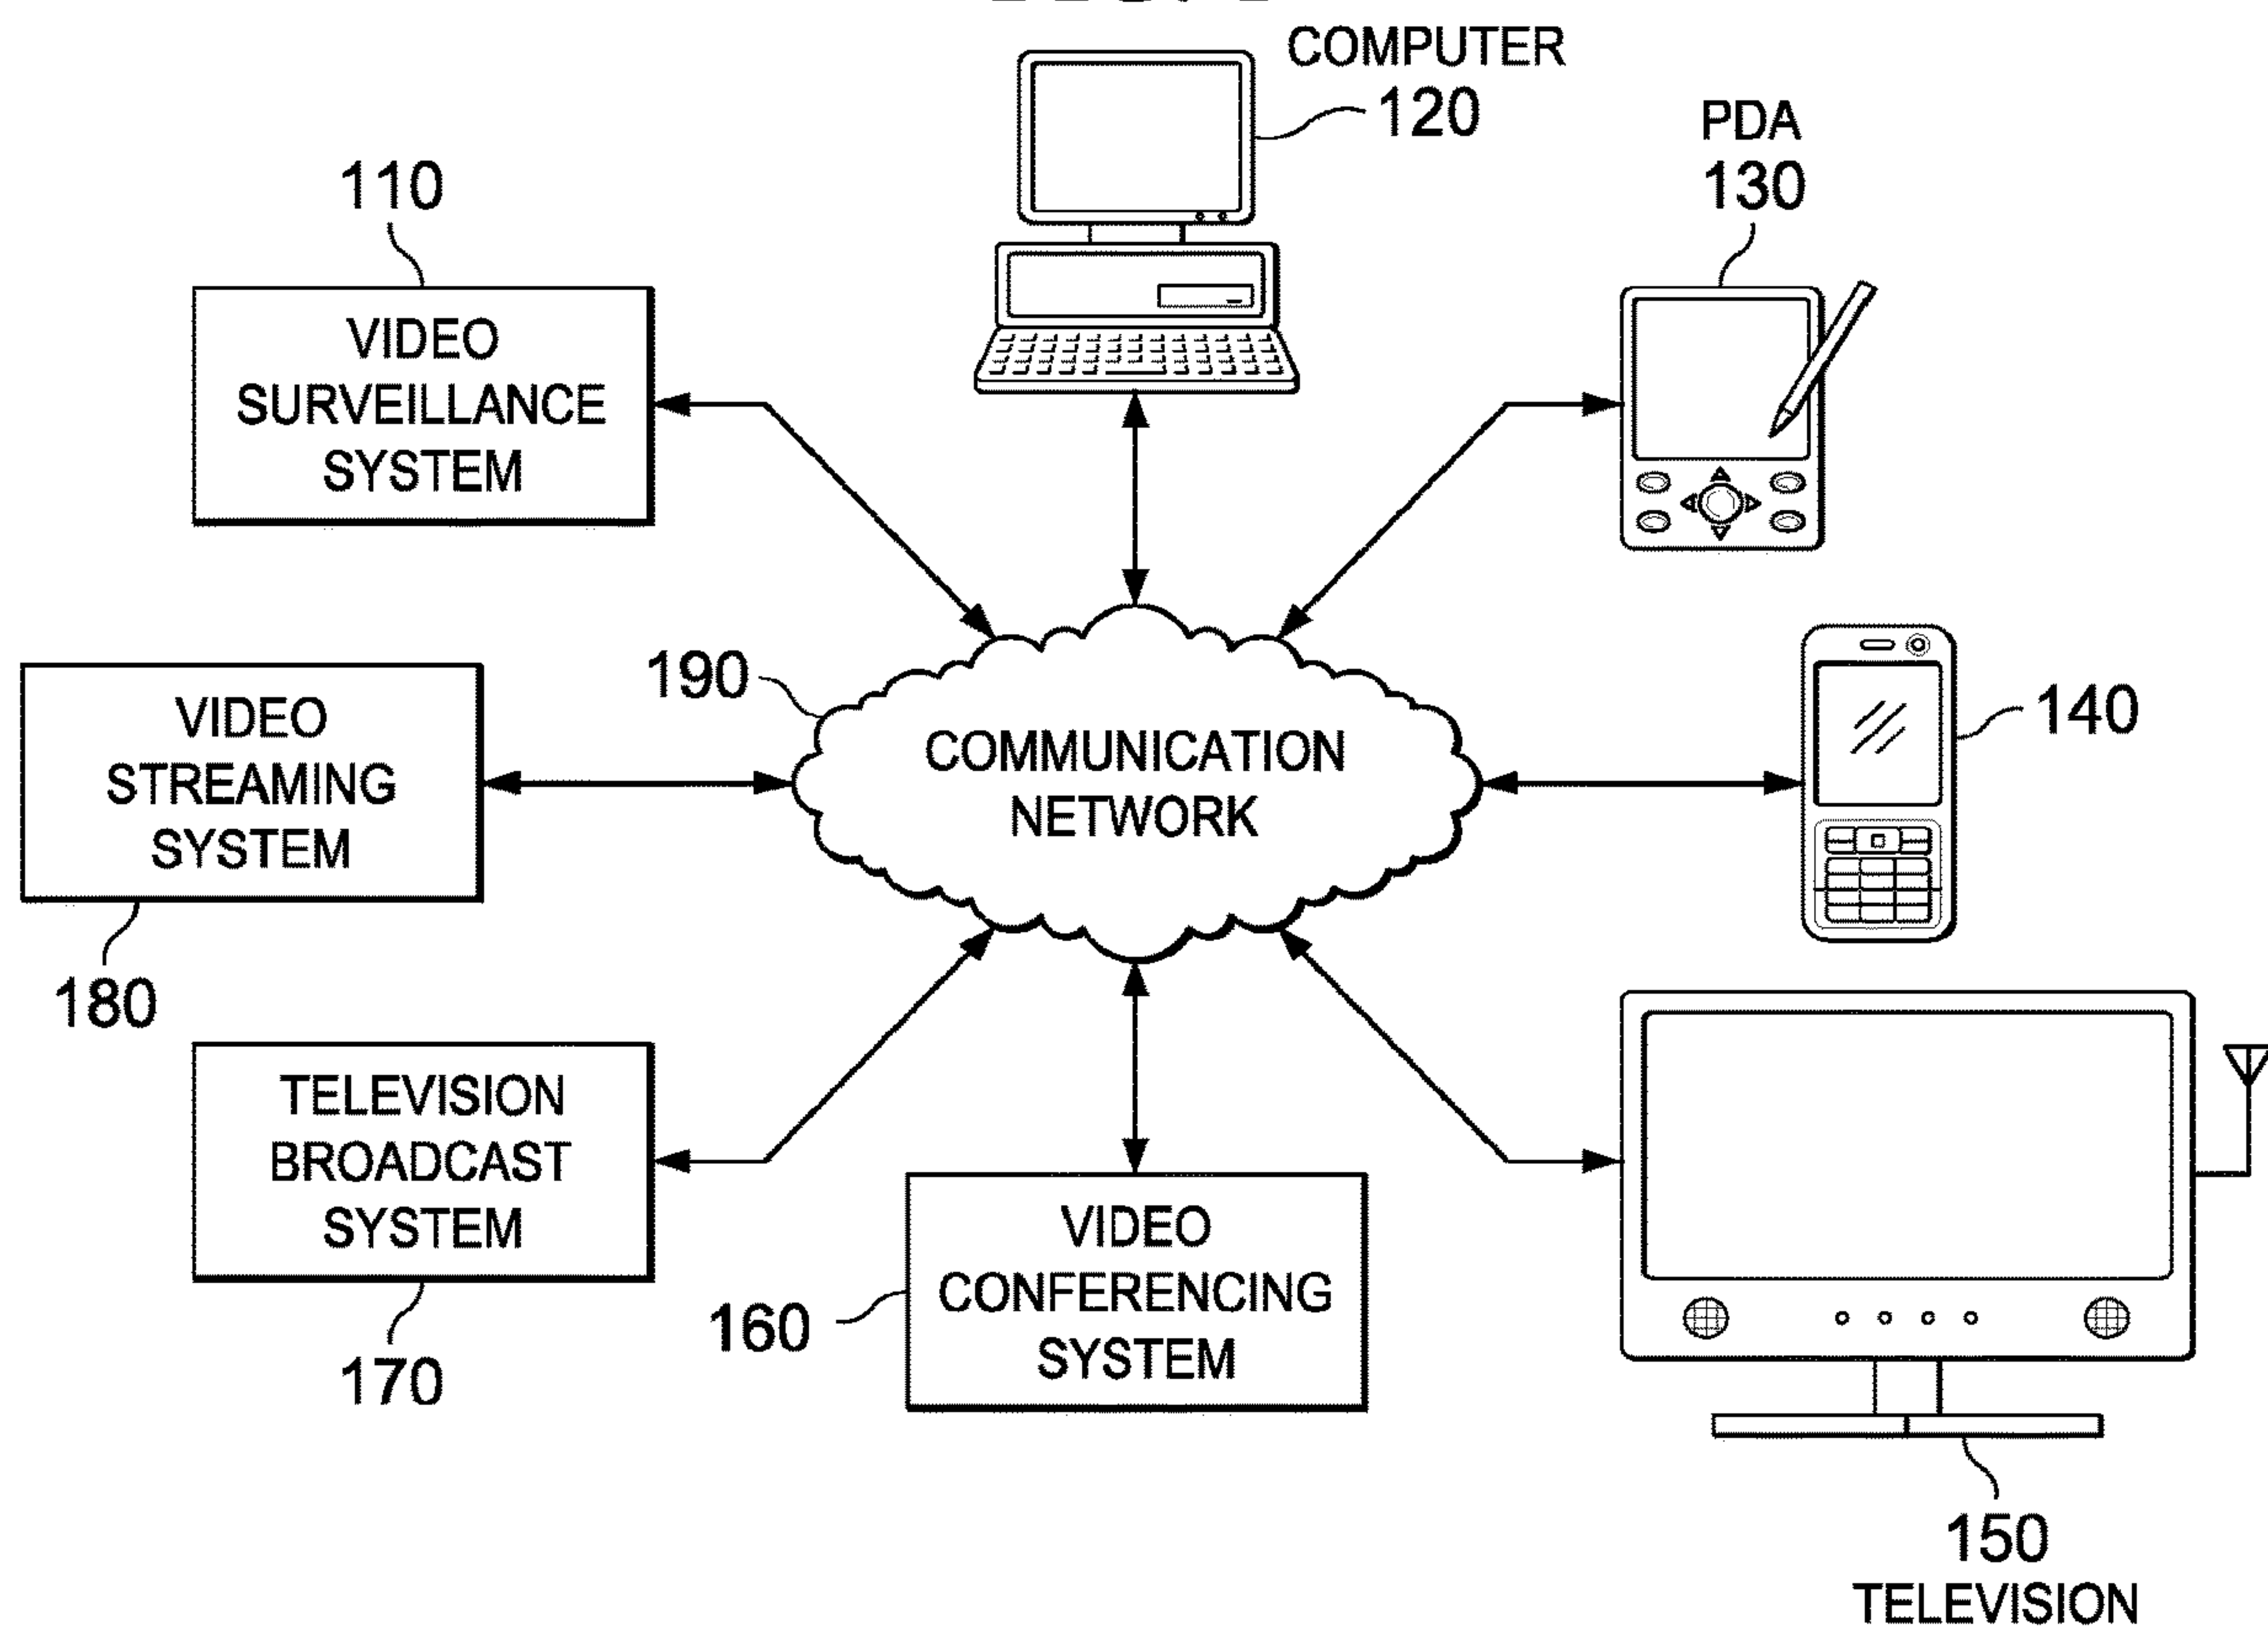 COMPUTER
120
PDA
130
110
VIDEO
SURVEILLANCE
SYSTEM
190
COMMUNICATION
NETWORK
140
VIDEO
STREAMING
SYSTEM
180
TELEVISION
BROADCAST
SYSTEM
170
VIDEO
CONFERENCING
SYSTEM
160
150
TELEVISION